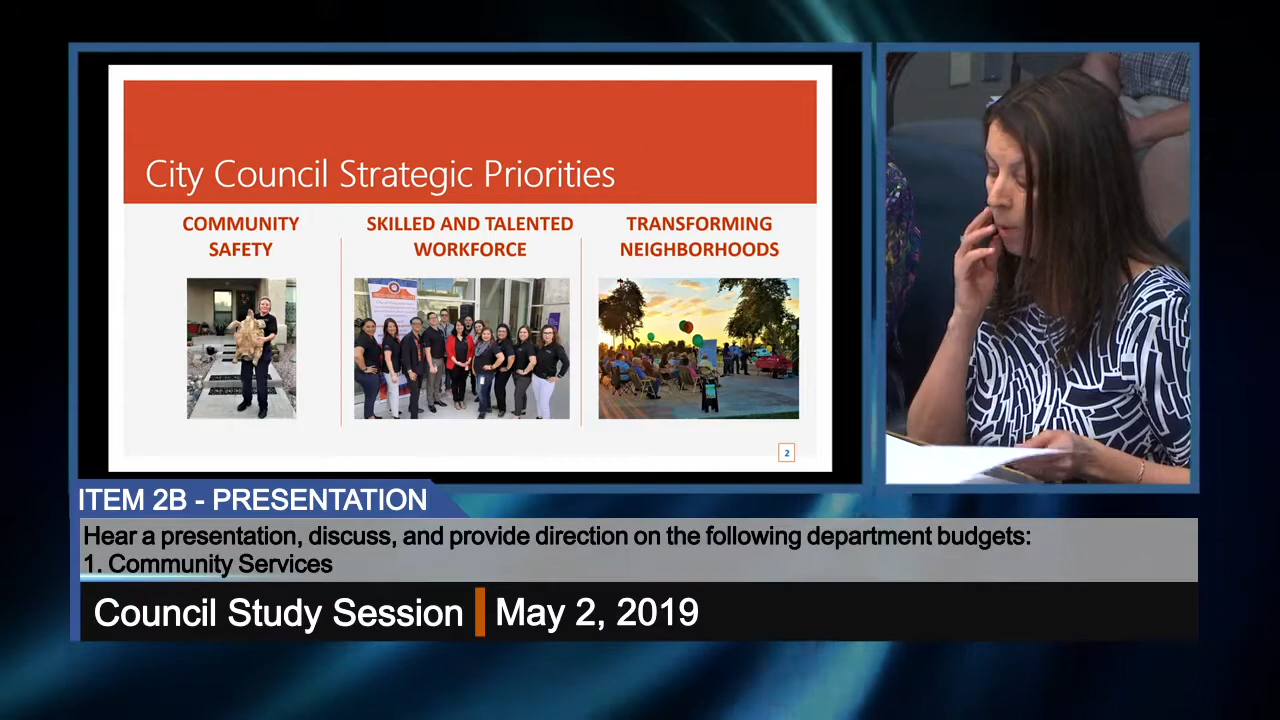 City Council Strategic Priorities
COMMUNITY
SAFETY
SKILLED AND TALENTED
WORKFORCE
TRANSFORMING
NEIGHBORHOODS
2
ITEM 2B - PRESENTATION
Hear a presentation, discuss, and provide direction on the following department budgets:
1. Community Services
Council Study Session
May 2, 2019